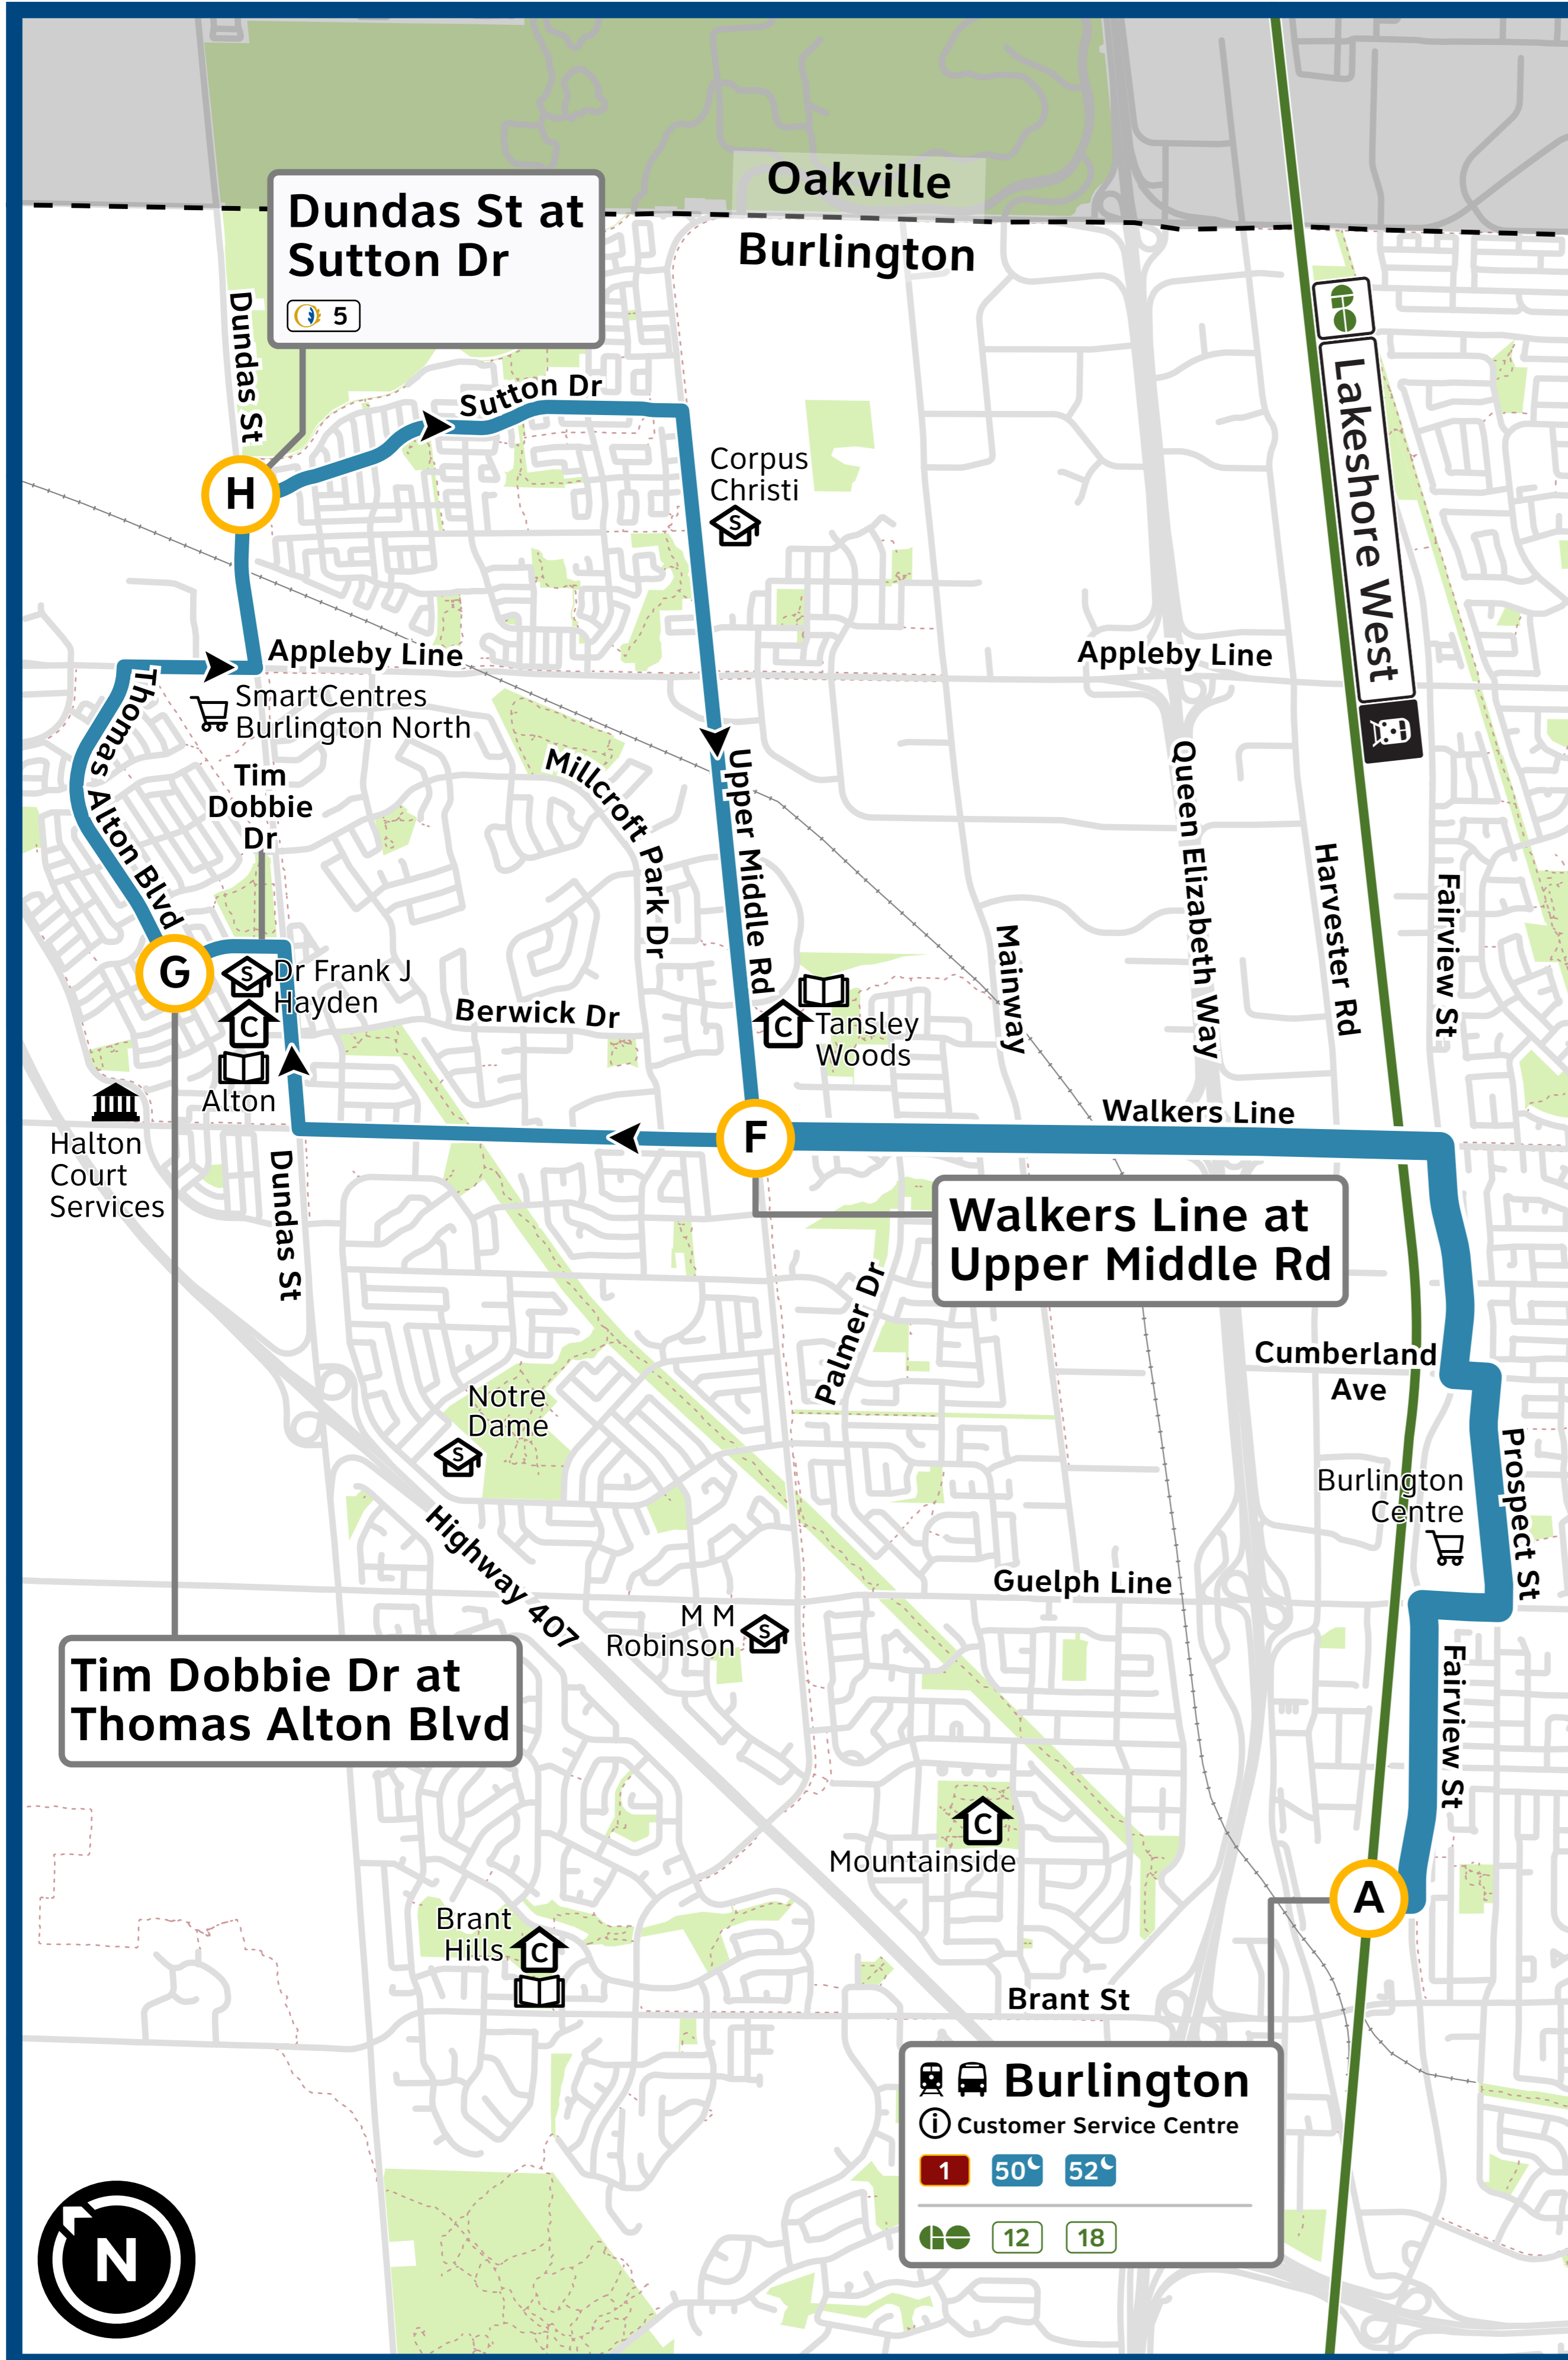 Oakville
Burlington
Dundas St at
Sutton Dr
5
Dundas St
Sutton Dr
H
Corpus
Christi
S
Lakeshore West
Appleby Line
Appleby Line
SmartCentres
Burlington North
Thomas Alton Blvd
Tim
Dobbie
Dr
Millcroft Park Dr
Upper Middle Rd
Queen Elizabeth Way
Harvester Rd
Fairview St
Mainway
G
S
Dr Frank J
Hayden
C
Alton
Berwick Dr
C
Tansley
Woods
Halton
Court
Services
Walkers Line
F
Dundas St
Walkers Line at
Upper Middle Rd
Palmer Dr
Cumberland
Ave
Notre
Dame
S
Prospect St
Burlington
Centre
Highway 407
Guelph Line
M M
Robinson
S
Tim Dobbie Dr at
Thomas Alton Blvd
Fairview St
C
Mountainside
A
Brant
Hills
C
Brant St
Burlington
i Customer Service Centre
1 50 52
GO 12 18
N